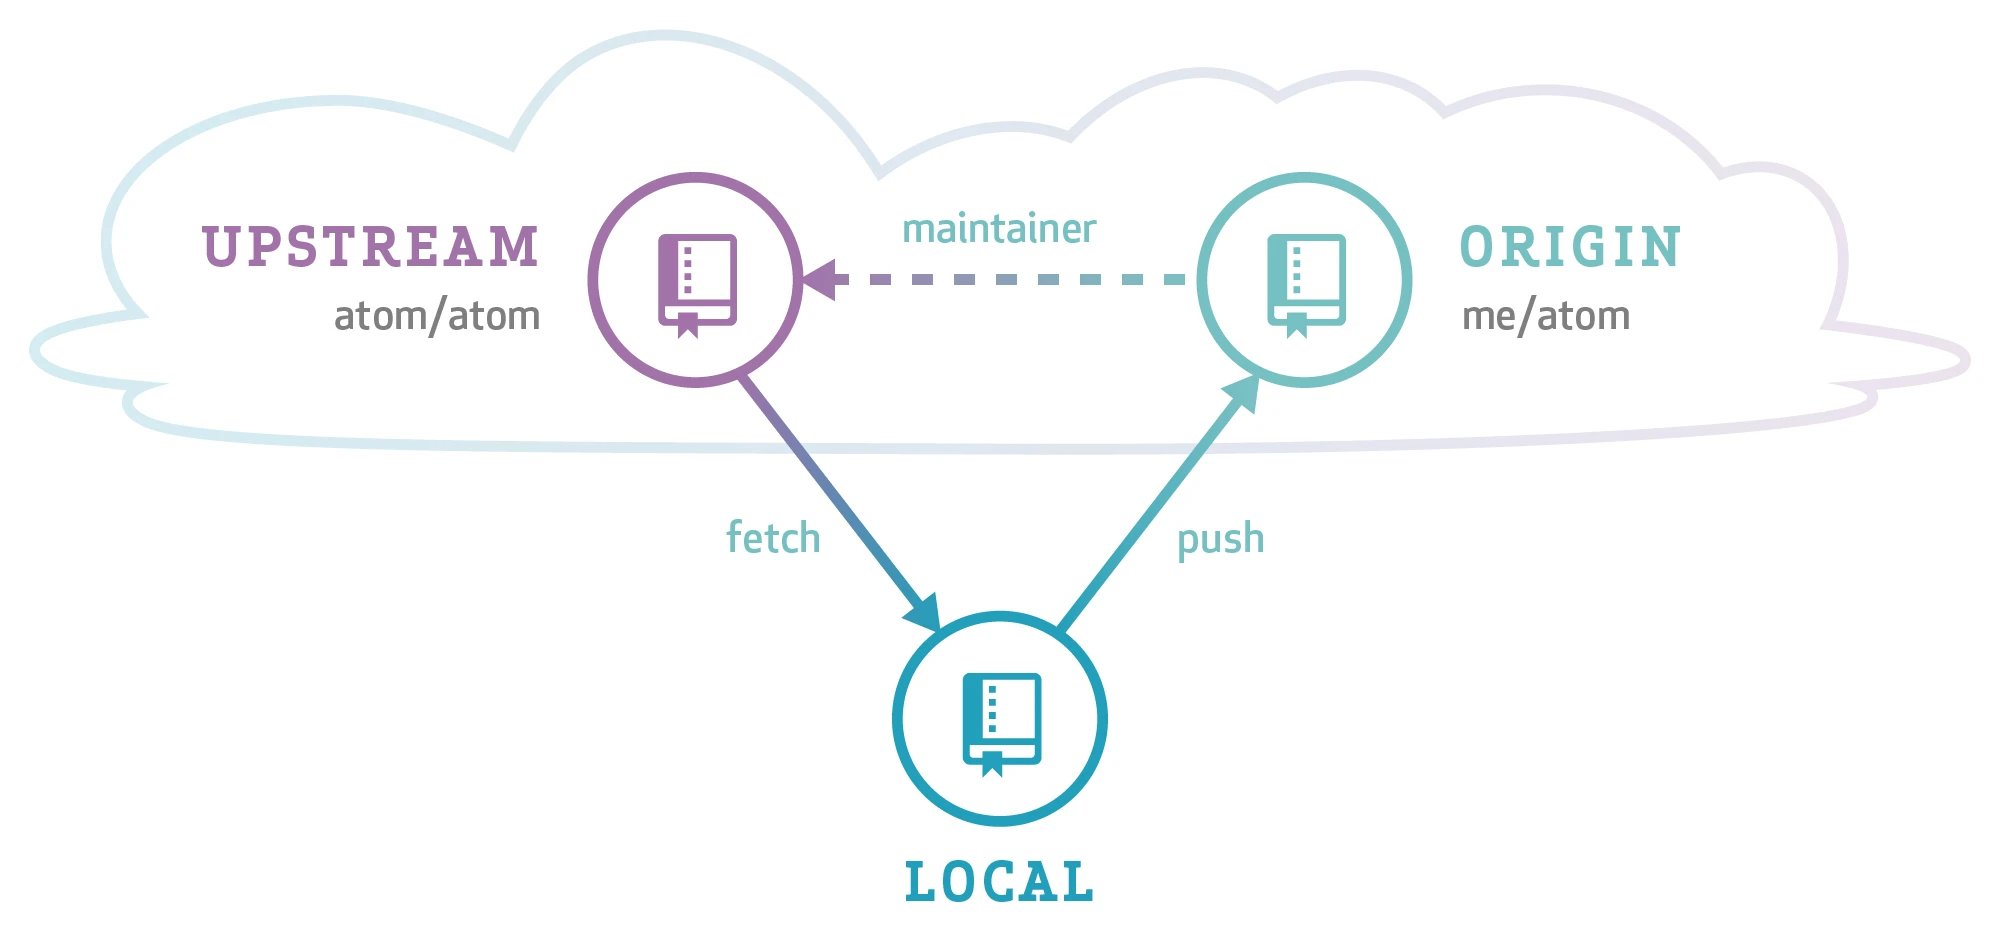 UPSTREAM
atom/atom
maintainer
ORIGIN
me/atom
fetch
push
LOCAL